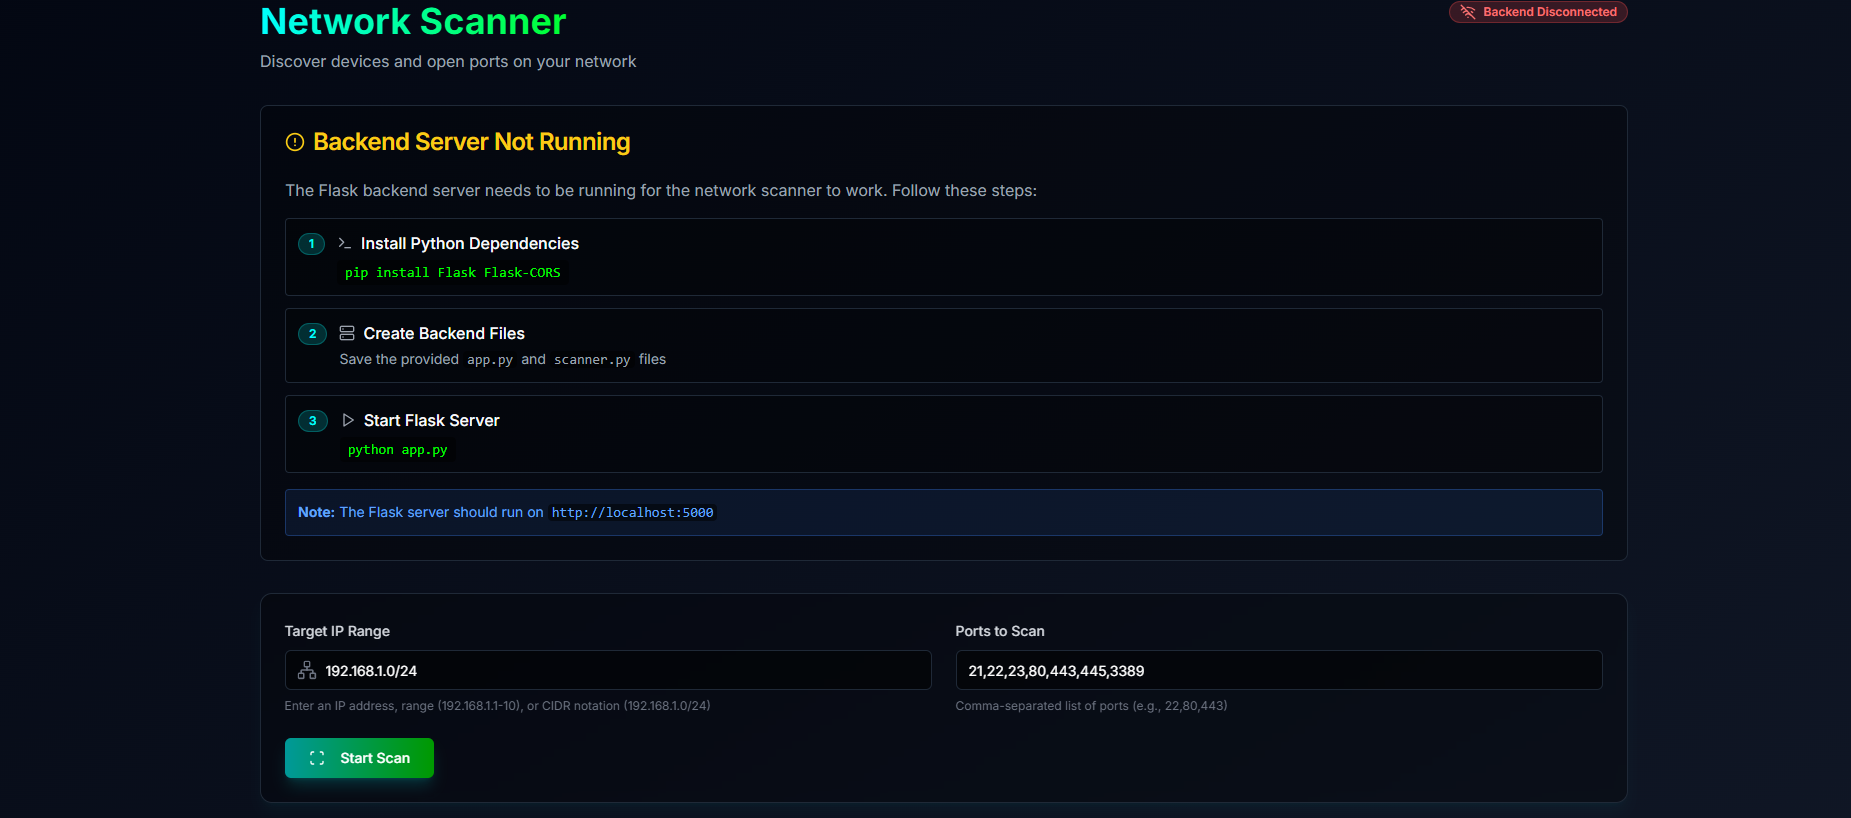 Network Scanner
Backend Disconnected
Discover devices and open ports on your network
Backend Server Not Running
The Flask backend server needs to be running for the network scanner to work. Follow these steps:
1 Install Python Dependencies
pip install Flask Flask-CORS
2 Create Backend Files
Save the provided app.py and scanner.py files
3 Start Flask Server
python app.py
Note: The Flask server should run on http://localhost:5000
Target IP Range
192.168.1.0/24
Enter an IP address, range (192.168.1.1-10), or CIDR notation (192.168.1.0/24)
Ports to Scan
21,22,23,80,443,445,3389
Comma-separated list of ports (e.g., 22,80,443)
Start Scan